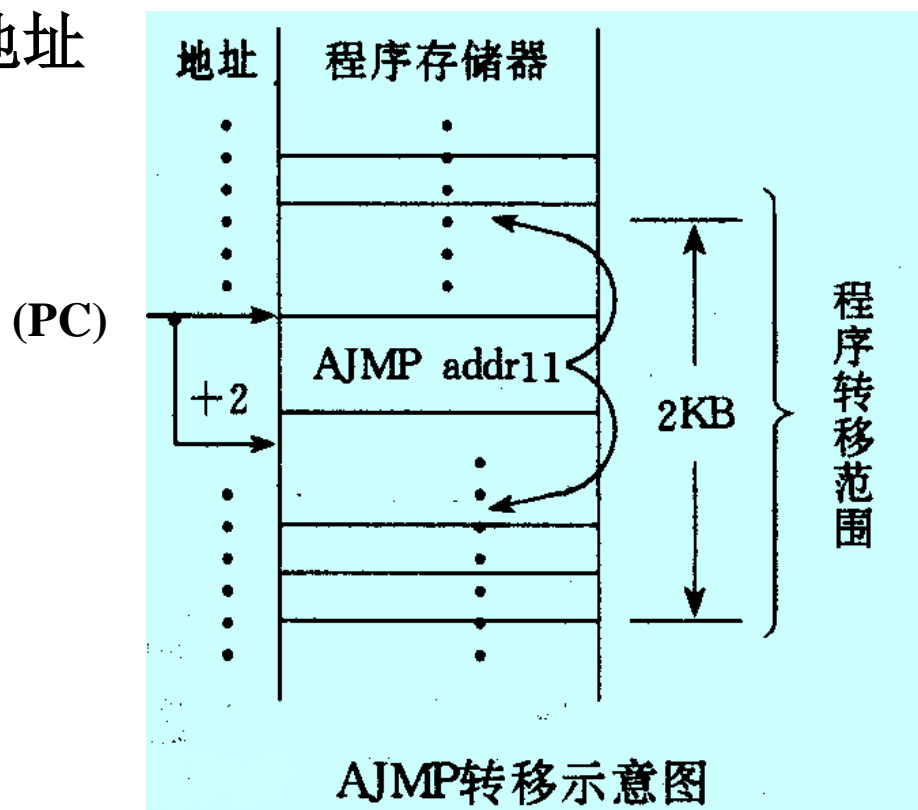 地址
地址
程序存储器
(PC)
AJMP addr11
+2
2KB
程序转移范围
AJMP转移示意图